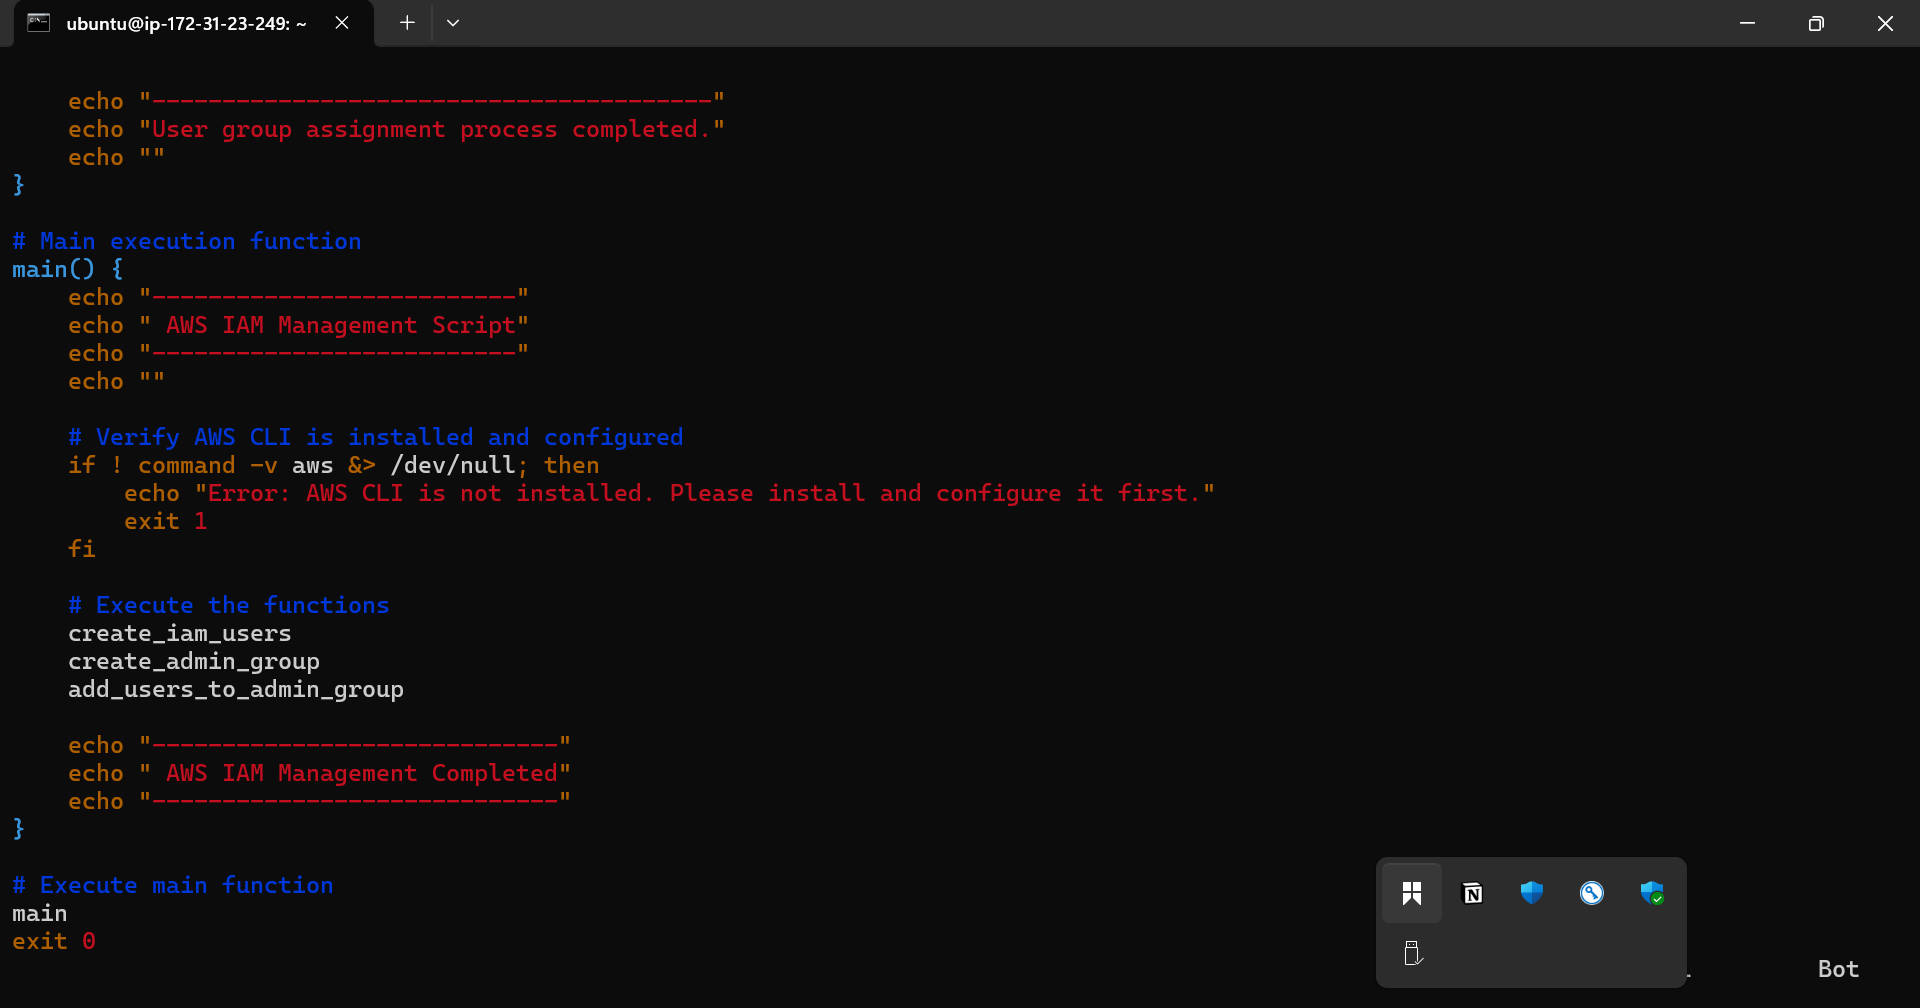 ubuntu@ip-172-31-23-249: ~
echo "---------------------------------------"
echo "User group assignment process completed."
echo ""
}
# Main execution function
main() {
echo "--------------------------"
echo " AWS IAM Management Script"
echo "--------------------------"
echo ""
# Verify AWS CLI is installed and configured
if ! command -v aws &> /dev/null; then
echo "Error: AWS CLI is not installed. Please install and configure it first."
exit 1
fi
# Execute the functions
create_iam_users
create_admin_group
add_users_to_admin_group
echo "-----------------------------"
echo " AWS IAM Management Completed"
echo "-----------------------------"
}
# Execute main function
main
exit 0
N
Bot